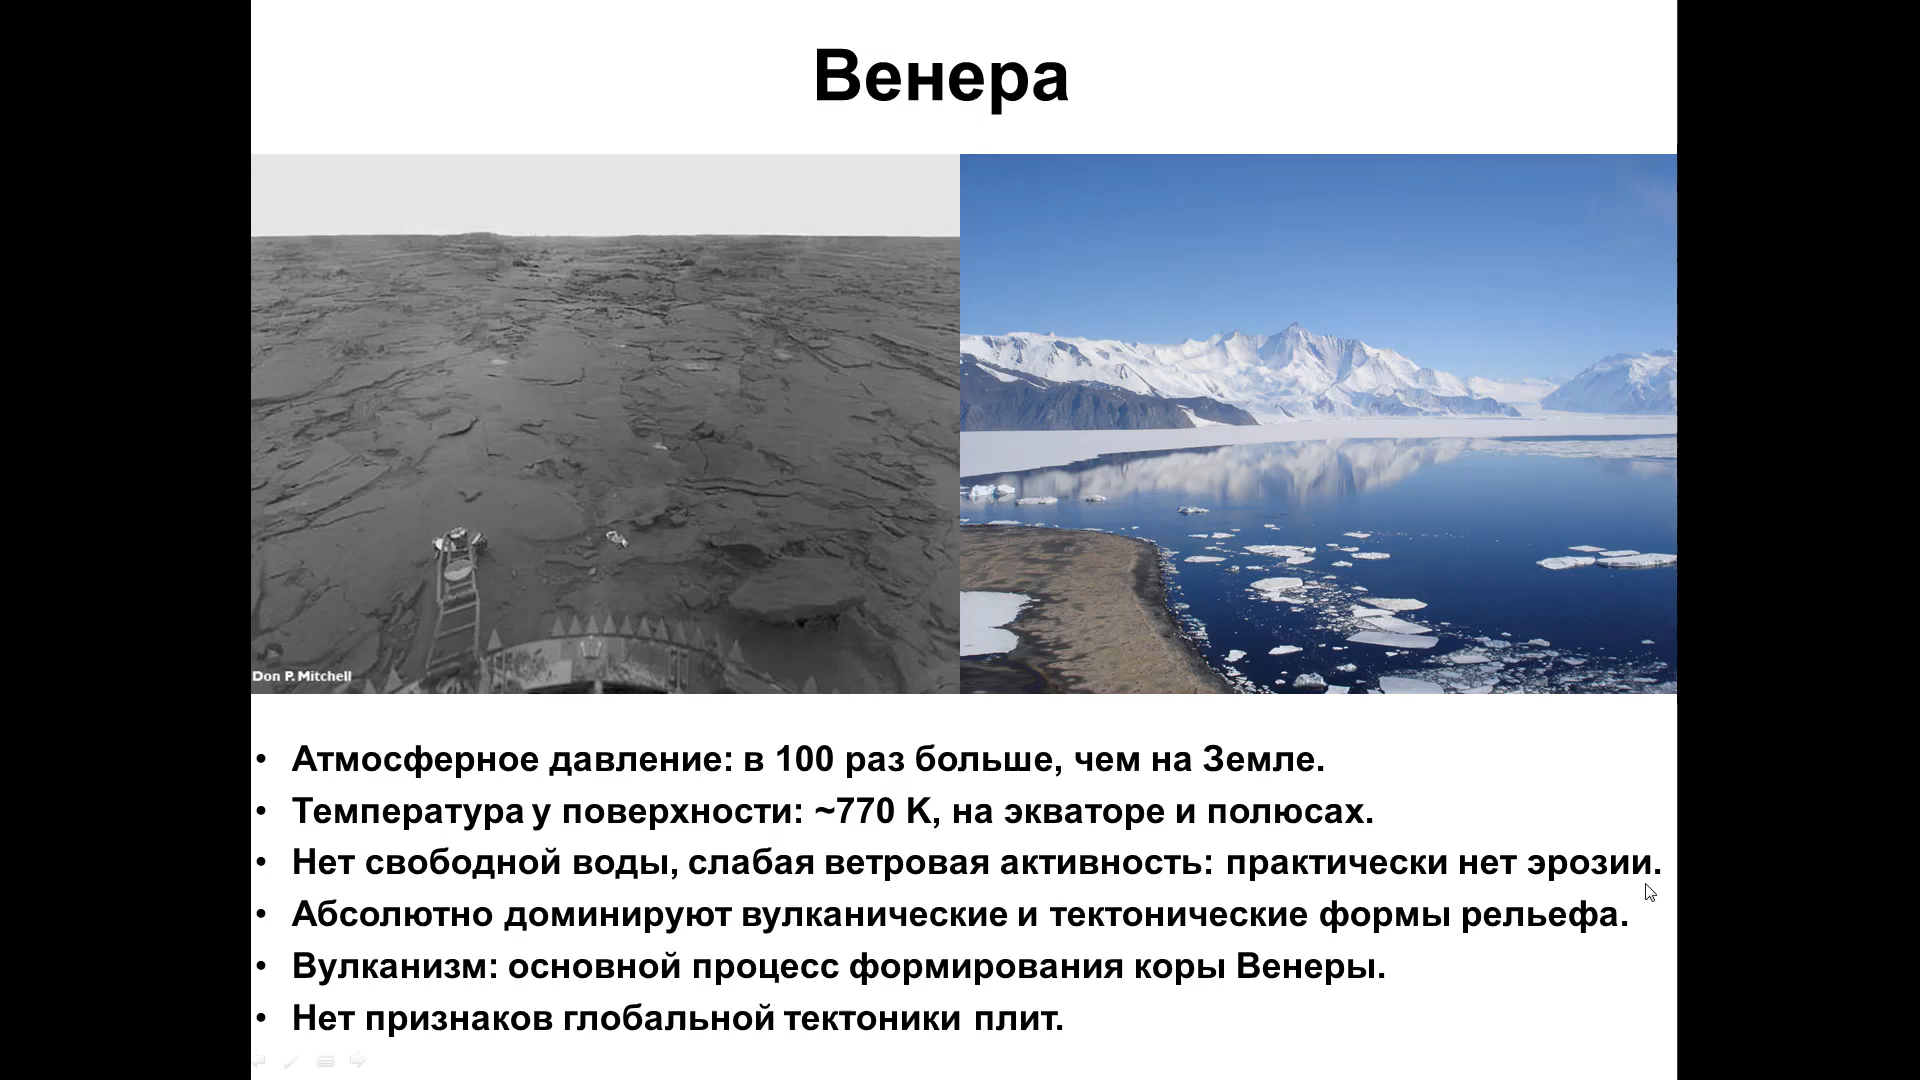 Венера
Don P. Mitchell
• Атмосферное давление: в 100 раз больше, чем на Земле.
• Температура у поверхности: ~770 K, на экваторе и полюсах.
• Нет свободной воды, слабая ветровая активность: практически нет эрозии.
• Абсолютно доминируют вулканические и тектонические формы рельефа.
• Вулканизм: основной процесс формирования коры Венеры.
• Нет признаков глобальной тектоники плит.